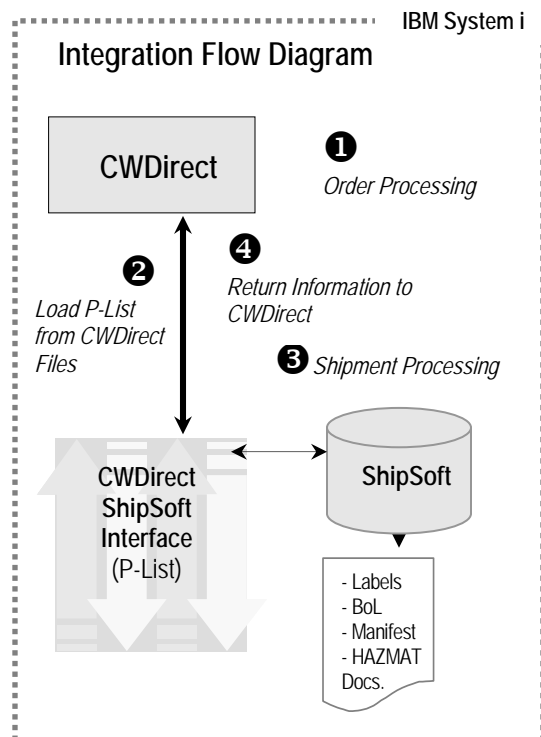 IBM System i
Integration Flow Diagram
CWDirect
❶
Order Processing
❷
Load P-List
from CWDirect
Files
❹
Return Information to
CWDirect
❸ Shipment Processing
CWDirect
ShipSoft
Interface
(P-List)
ShipSoft
- Labels
- BoL
- Manifest
- HAZMAT
Docs.